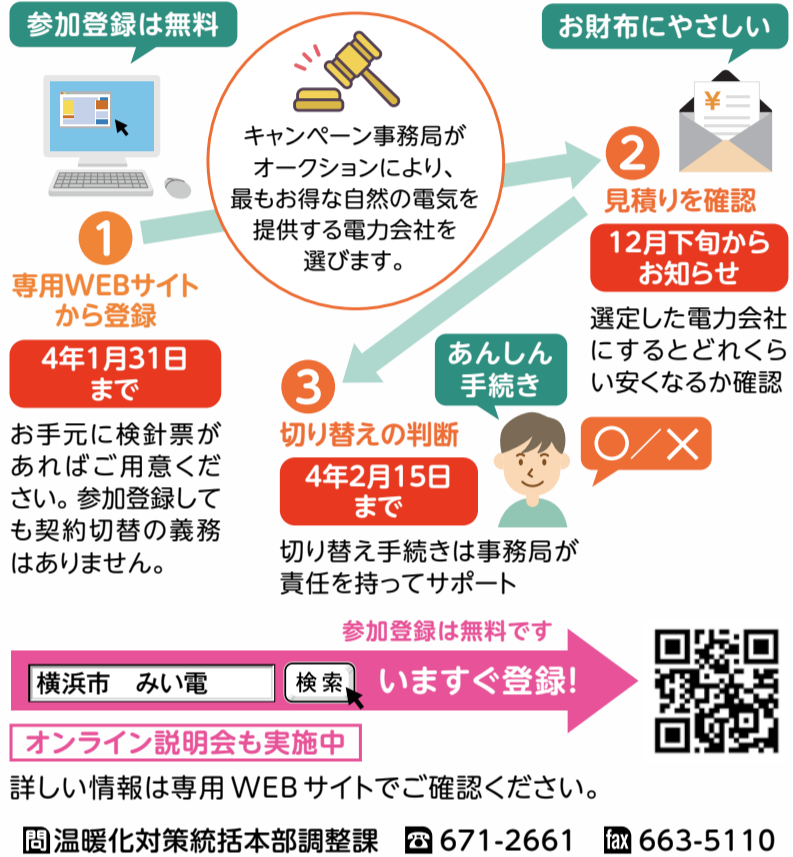 参加登録は無料
キャンペーン事務局が
オークションにより、
最もお得な自然の電気を
提供する電力会社を
選びます。
お財布にやさしい
¥
1
専用WEBサイト
から登録
4年1月31日
まで
お手元に検針票が
あればご用意くだ
さい。参加登録して
も契約切替の義務
はありません。
2
見積りを確認
12月下旬から
お知らせ
選定した電力会社
にするとどれくら
い安くなるか確認
3
切り替えの判断
4年2月15日
まで
あんしん
手続き
○/×
切り替え手続きは事務局が
責任を持ってサポート
参加登録は無料です
横浜市 みい電 検索 いますぐ登録!
オンライン説明会も実施中
詳しい情報は専用WEBサイトでご確認ください。
問温暖化対策統括本部調整課 ☎671-2661 fax663-5110